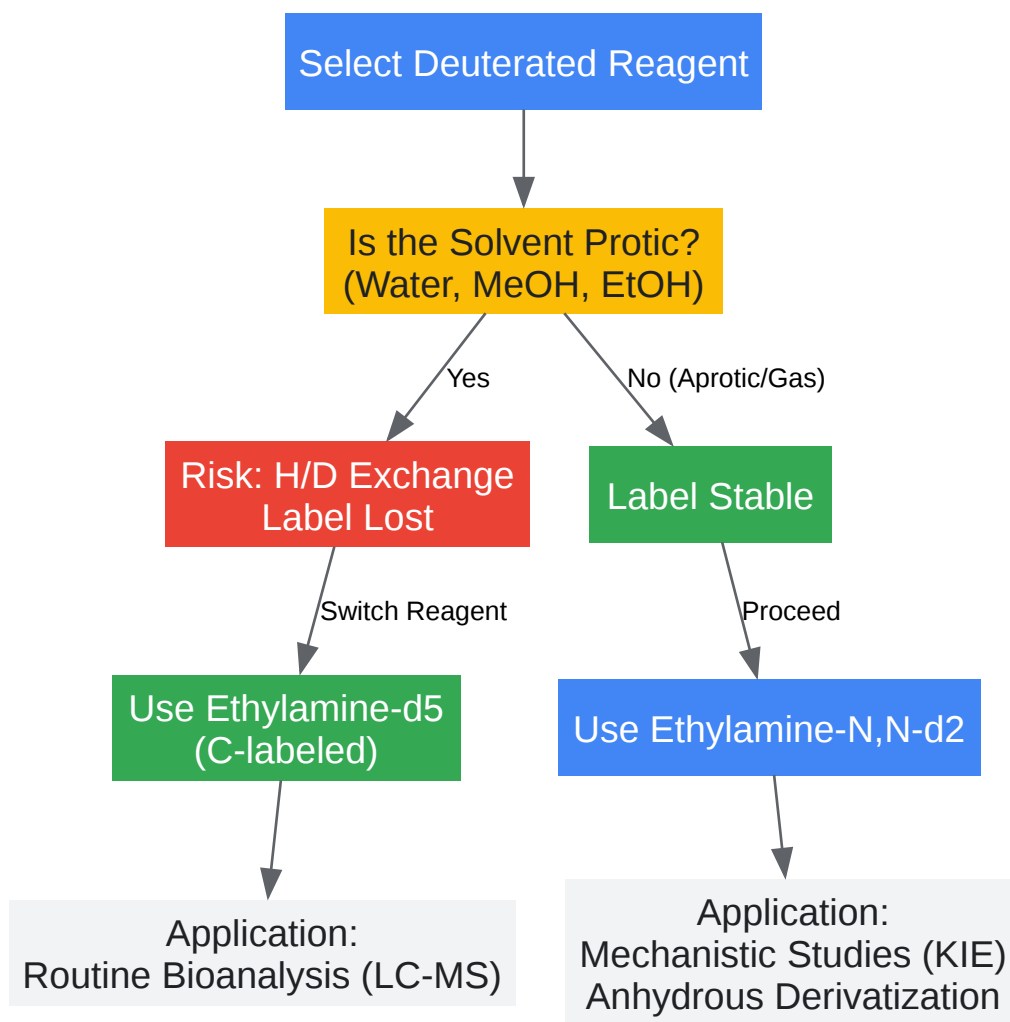 Select Deuterated Reagent
Is the Solvent Protic?
(Water, MeOH, EtOH)
Yes
No (Aprotic/Gas)
Risk: H/D Exchange
Label Lost
Label Stable
Switch Reagent
Proceed
Use Ethylamine-d5
(C-labeled)
Use Ethylamine-N,N-d2
Application:
Routine Bioanalysis (LC-MS)
Application:
Mechanistic Studies (KIE)
Anhydrous Derivatization